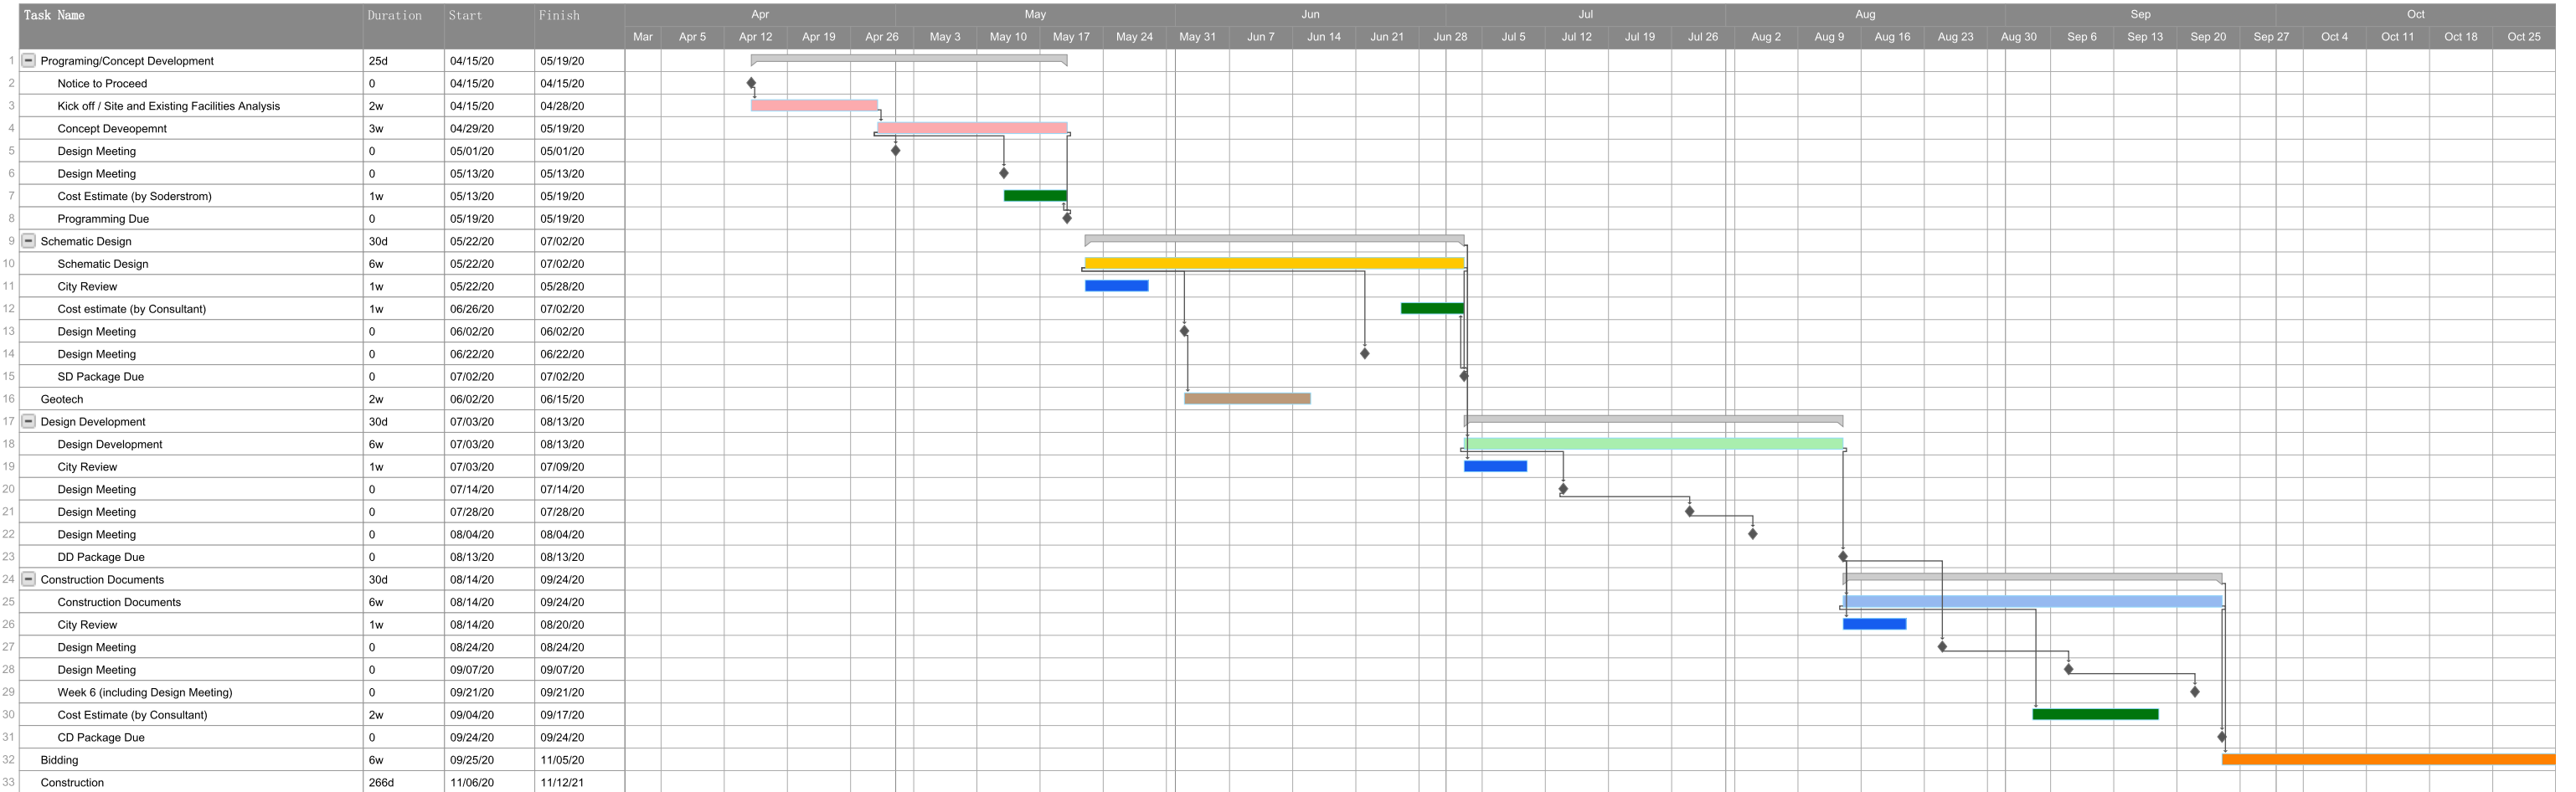 Task Name Duration Start Finish Apr May Jun Jul Aug Sep Oct
Mar Apr 5 Apr 12 Apr 19 Apr 26 May 3 May 10 May 17 May 24 May 31 Jun 7 Jun 14 Jun 21 Jun 28 Jul 5 Jul 12 Jul 19 Jul 26 Aug 2 Aug 9 Aug 16 Aug 23 Aug 30 Sep 6 Sep 13 Sep 20 Sep 27 Oct 4 Oct 11 Oct 18 Oct 25
1 Programing/Concept Development 25d 04/15/20 05/19/20
2 Notice to Proceed 0 04/15/20 04/15/20
3 Kick off / Site and Existing Facilities Analysis 2w 04/15/20 04/28/20
4 Concept Deveopemnt 3w 04/29/20 05/19/20
5 Design Meeting 0 05/01/20 05/01/20
6 Design Meeting 0 05/13/20 05/13/20
7 Cost Estimate (by Soderstrom) 1w 05/13/20 05/19/20
8 Programming Due 0 05/19/20 05/19/20
9 Schematic Design 30d 05/22/20 07/02/20
10 Schematic Design 6w 05/22/20 07/02/20
11 City Review 1w 05/22/20 05/28/20
12 Cost estimate (by Consultant) 1w 06/26/20 07/02/20
13 Design Meeting 0 06/02/20 06/02/20
14 Design Meeting 0 06/22/20 06/22/20
15 SD Package Due 0 07/02/20 07/02/20
16 Geotech 2w 06/02/20 06/15/20
17 Design Development 30d 07/03/20 08/13/20
18 Design Development 6w 07/03/20 08/13/20
19 City Review 1w 07/03/20 07/09/20
20 Design Meeting 0 07/14/20 07/14/20
21 Design Meeting 0 07/28/20 07/28/20
22 Design Meeting 0 08/04/20 08/04/20
23 DD Package Due 0 08/13/20 08/13/20
24 Construction Documents 30d 08/14/20 09/24/20
25 Construction Documents 6w 08/14/20 09/24/20
26 City Review 1w 08/14/20 08/20/20
27 Design Meeting 0 08/24/20 08/24/20
28 Design Meeting 0 09/07/20 09/07/20
29 Week 6 (including Design Meeting) 0 09/21/20 09/21/20
30 Cost Estimate (by Consultant) 2w 09/04/20 09/17/20
31 CD Package Due 0 09/24/20 09/24/20
32 Bidding 6w 09/25/20 11/05/20
33 Construction 266d 11/06/20 11/12/21